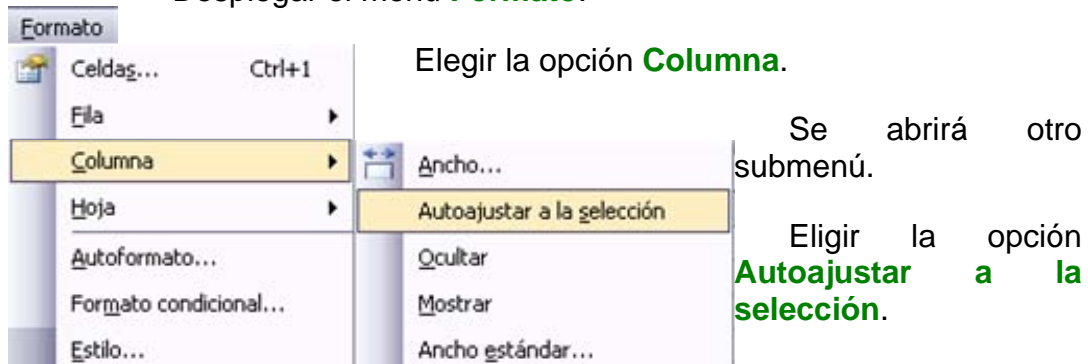 Desplegar el menú Formato.
Formato
Celdas... Ctrl+1
Fila
Columna
Hoja
Autoformato...
Formato condicional...
Estilo...
Ancho...
Autoajustar a la selección
Ocultar
Mostrar
Ancho estándar...
Elegir la opción Columna.
Se abrirá otro
submenú.
Eligir la opción
Autoajustar a la
selección.